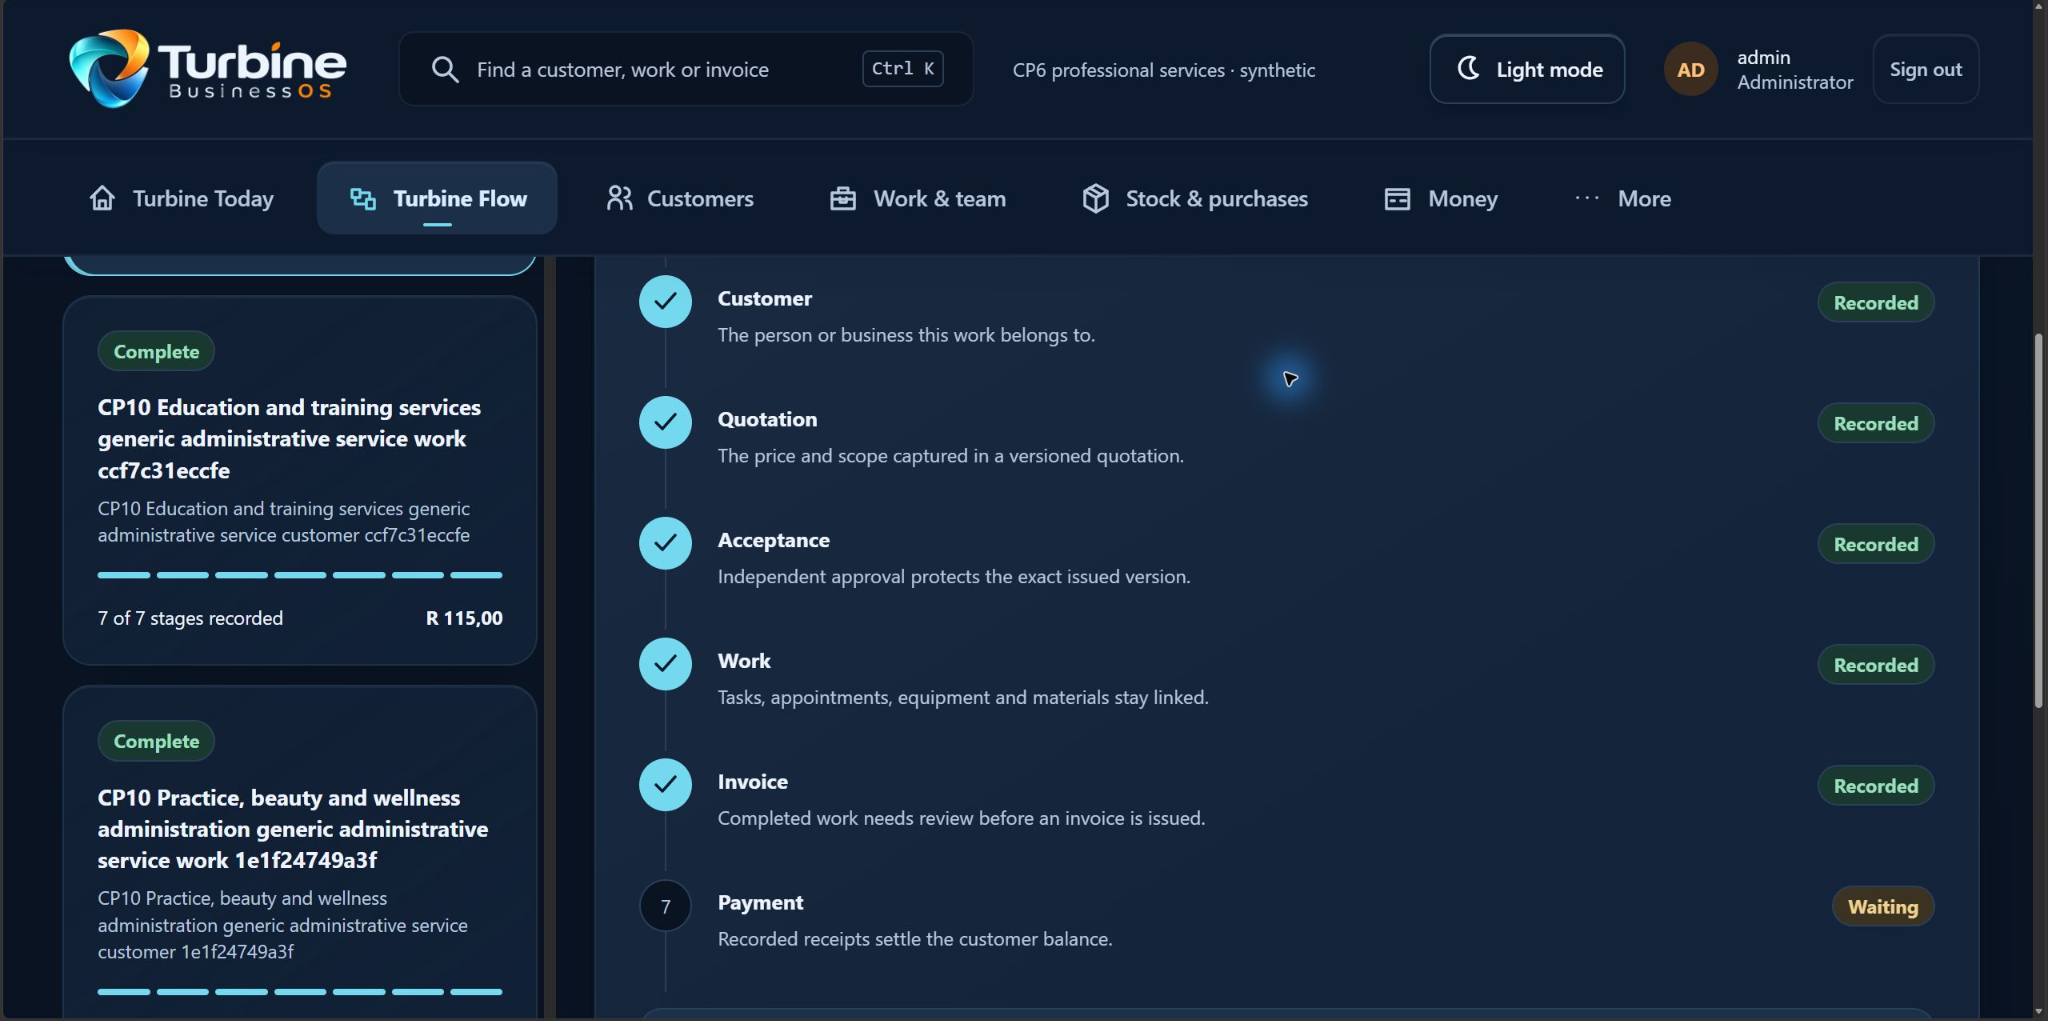 Turbine
BusinessOS
Find a customer, work or invoice
Ctrl K
CP6 professional services · synthetic
Light mode
AD
admin
Administrator
Sign out
Turbine Today
Turbine Flow
Customers
Work & team
Stock & purchases
Money
··· More
Complete
CP10 Education and training services
generic administrative service work
ccf7c31eccfe
CP10 Education and training services generic
administrative service customer ccf7c31eccfe
7 of 7 stages recorded
R 115,00
Complete
CP10 Practice, beauty and wellness
administration generic administrative
service work 1e1f24749a3f
CP10 Practice, beauty and wellness
administration generic administrative service
customer 1e1f24749a3f
Customer
The person or business this work belongs to.
Recorded
Quotation
The price and scope captured in a versioned quotation.
Recorded
Acceptance
Independent approval protects the exact issued version.
Recorded
Work
Tasks, appointments, equipment and materials stay linked.
Recorded
Invoice
Completed work needs review before an invoice is issued.
Recorded
7
Payment
Recorded receipts settle the customer balance.
Waiting